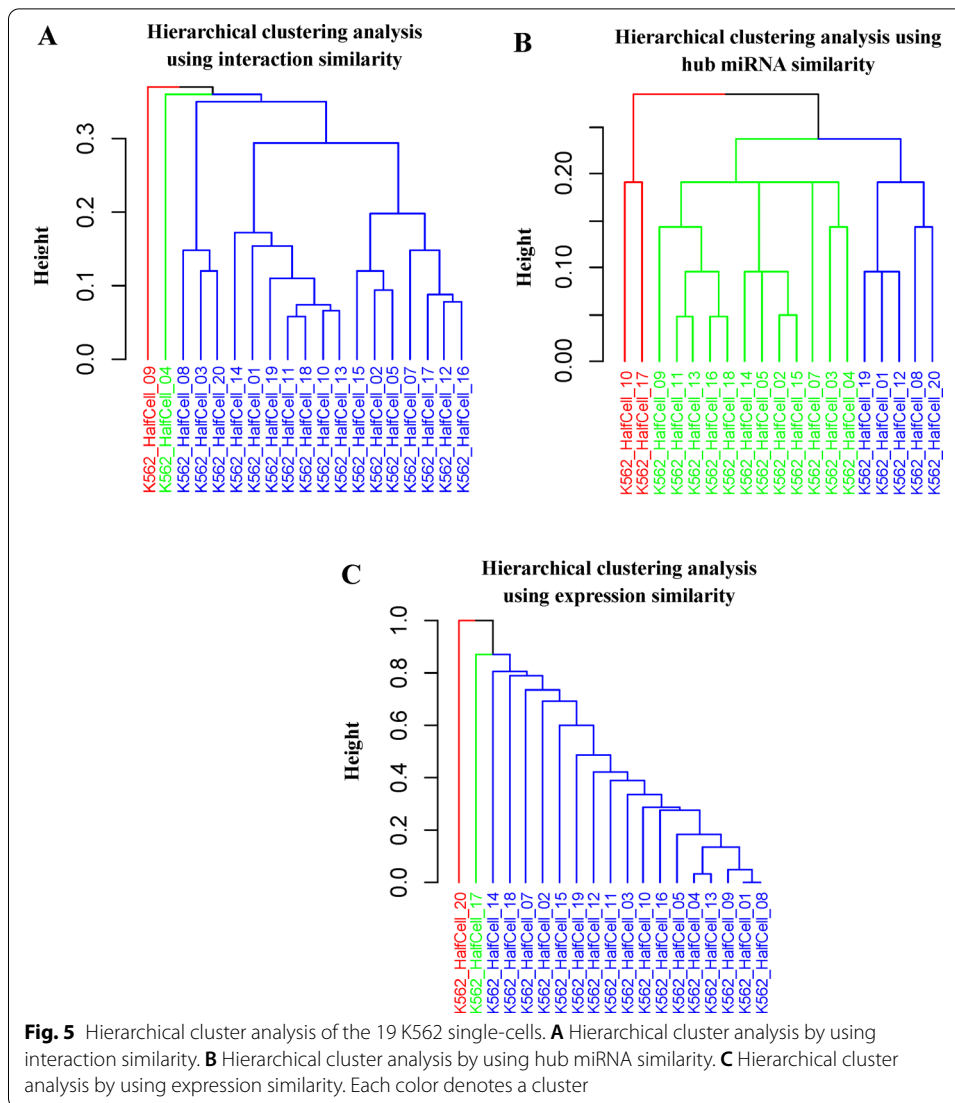 A
Hierarchical clustering analysis
using interaction similarity
Height
0.0
0.1
0.2
0.3
K562_HalfCell_09
K562_HalfCell_04
K562_HalfCell_08
K562_HalfCell_03
K562_HalfCell_20
K562_HalfCell_14
K562_HalfCell_01
K562_HalfCell_19
K562_HalfCell_11
K562_HalfCell_18
K562_HalfCell_10
K562_HalfCell_13
K562_HalfCell_15
K562_HalfCell_02
K562_HalfCell_05
K562_HalfCell_07
K562_HalfCell_17
K562_HalfCell_12
K562_HalfCell_16
B
Hierarchical clustering analysis using
hub miRNA similarity
Height
0.00
0.10
0.20
K562_HalfCell_10
K562_HalfCell_17
K562_HalfCell_09
K562_HalfCell_11
K562_HalfCell_13
K562_HalfCell_16
K562_HalfCell_18
K562_HalfCell_14
K562_HalfCell_05
K562_HalfCell_02
K562_HalfCell_15
K562_HalfCell_07
K562_HalfCell_03
K562_HalfCell_04
K562_HalfCell_19
K562_HalfCell_01
K562_HalfCell_12
K562_HalfCell_08
K562_HalfCell_20
C
Hierarchical clustering analysis
using expression similarity
Height
0.0
0.2
0.4
0.6
0.8
1.0
K562_HalfCell_20
K562_HalfCell_17
K562_HalfCell_14
K562_HalfCell_18
K562_HalfCell_07
K562_HalfCell_02
K562_HalfCell_15
K562_HalfCell_19
K562_HalfCell_12
K562_HalfCell_11
K562_HalfCell_03
K562_HalfCell_10
K562_HalfCell_16
K562_HalfCell_05
K562_HalfCell_04
K562_HalfCell_13
K562_HalfCell_09
K562_HalfCell_01
K562_HalfCell_08
Fig. 5 Hierarchical cluster analysis of the 19 K562 single-cells. A Hierarchical cluster analysis by using
interaction similarity. B Hierarchical cluster analysis by using hub miRNA similarity. C Hierarchical cluster
analysis by using expression similarity. Each color denotes a cluster